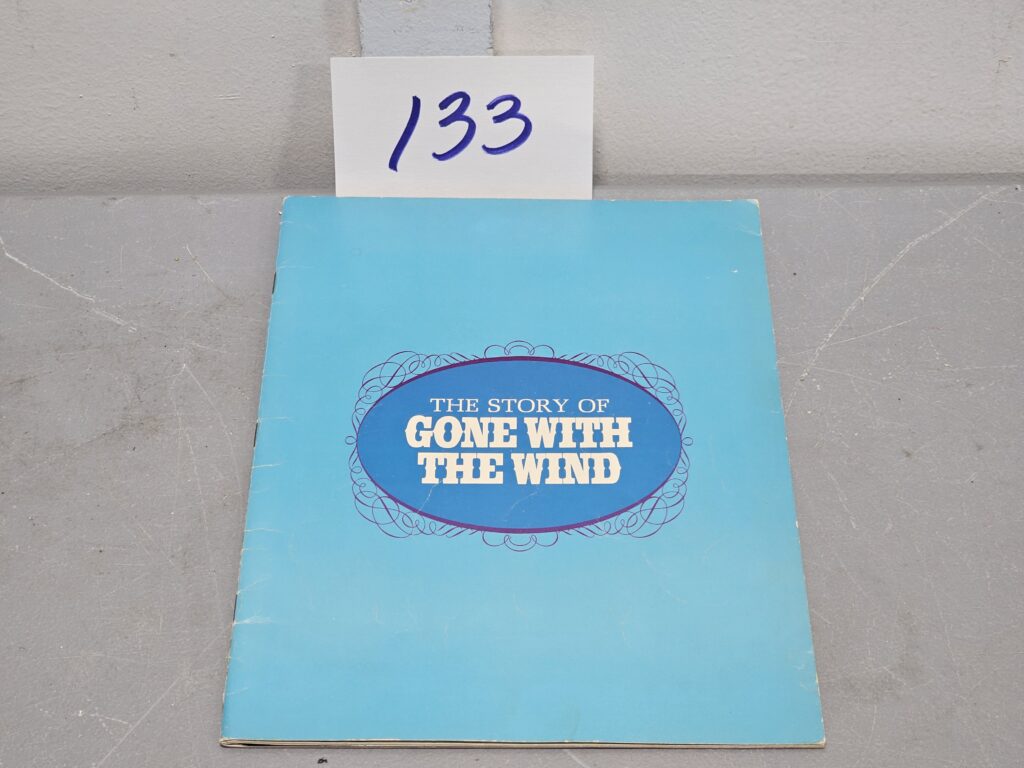 133
THE STORY OF
GONE WITH
THE WIND